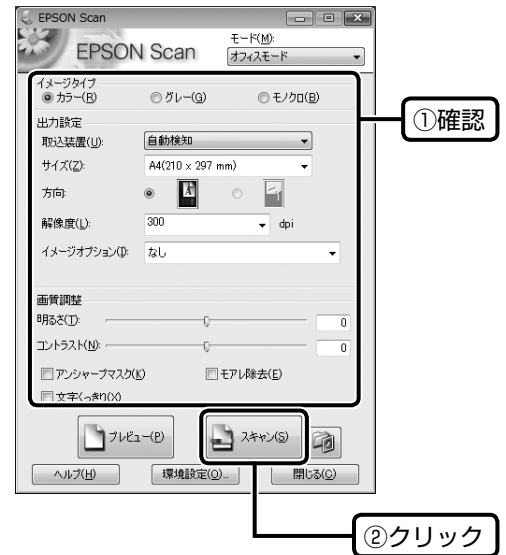 EPSON Scan
EPSON Scan
モード(M):
オフィスモード
イメージタイプ
カラー(R) グレー(G) モノクロ(B)
①確認
出力設定
取込装置(U): 自動検知
サイズ(Z): A4(210 x 297 mm)
方向:
解像度(L): 300 dpi
イメージオプション(I): なし
画質調整
明るさ(T): 0
コントラスト(N): 0
アンシャープマスク(K) モアレ除去(E)
文字くっきり(X)
プレビュー(P) スキャン(S)
ヘルプ(H) 環境設定(O)... 閉じる(C)
②クリック